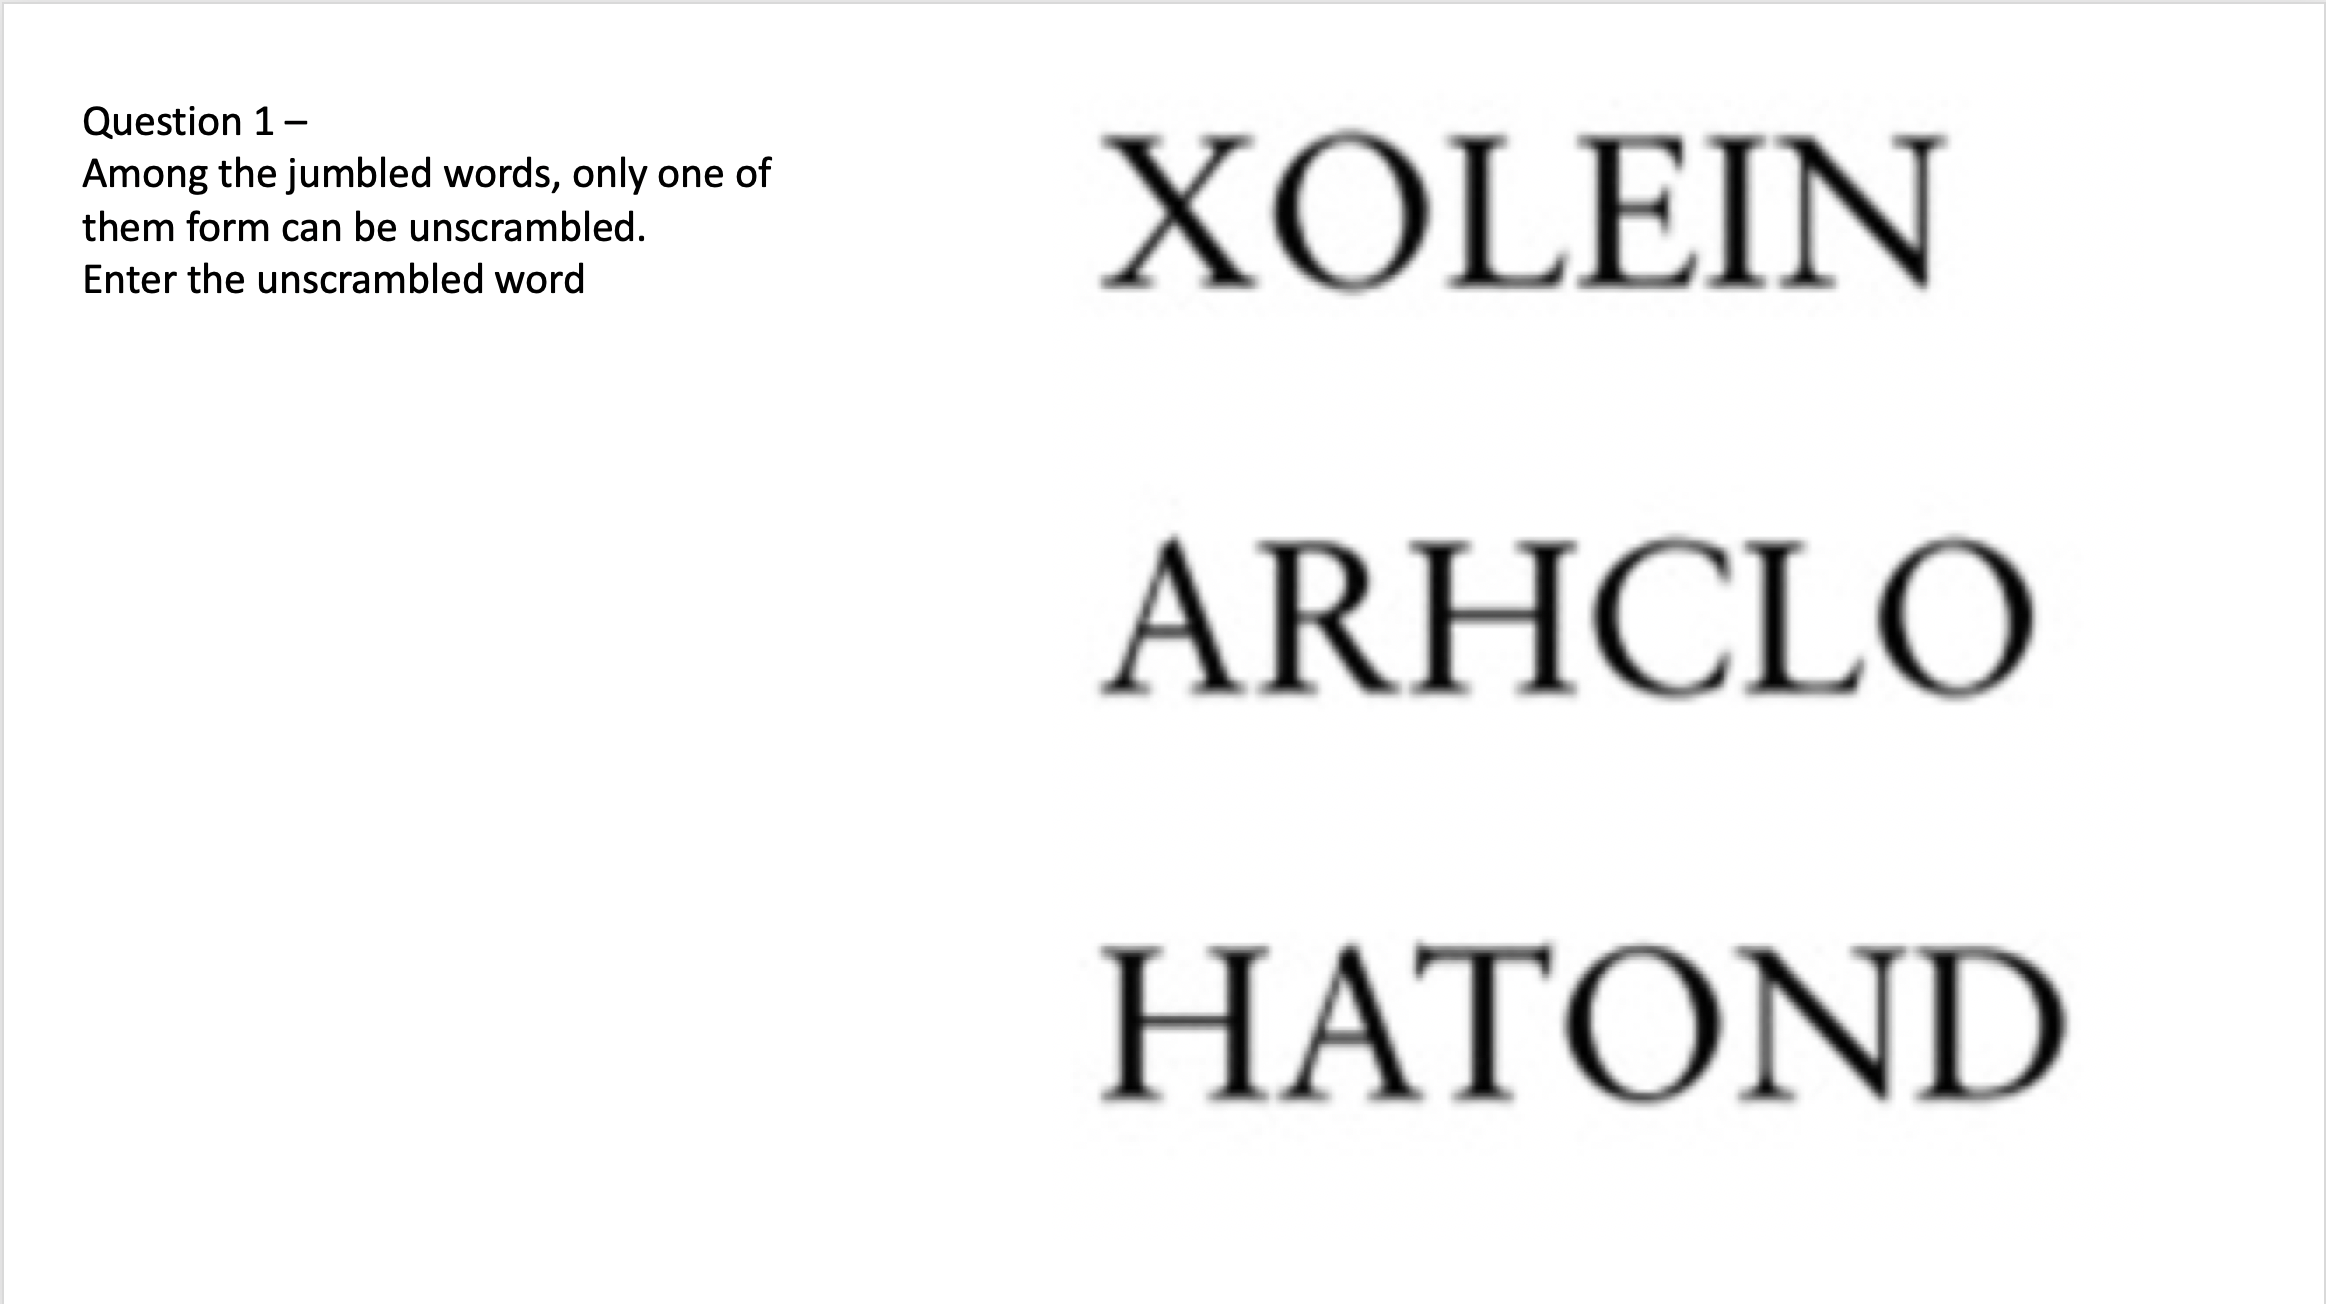 Question 1 –
Among the jumbled words, only one of
them form can be unscrambled.
Enter the unscrambled word
XOLEIN
ARHCLO
HATOND